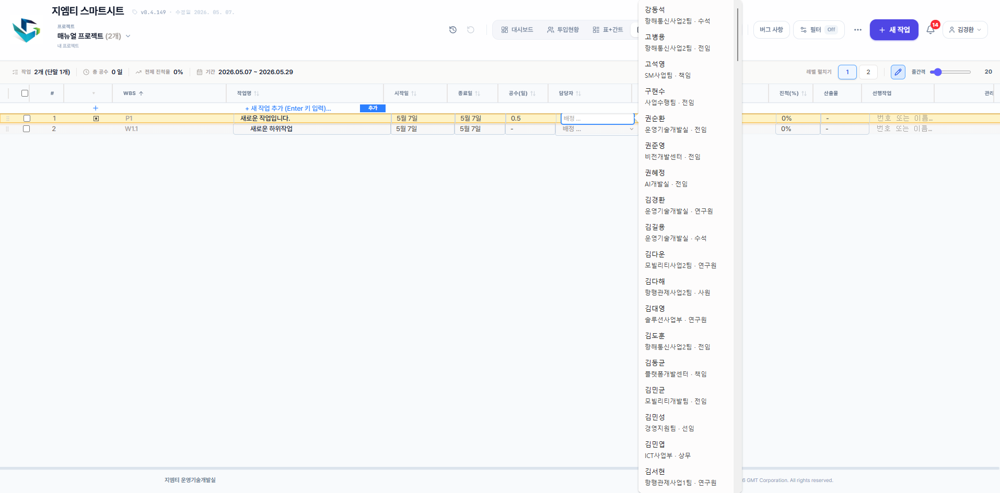 지엠티 스마트시트 v0.4.149 · 수정일 2026. 05. 07.
프로젝트
매뉴얼 프로젝트 (2개)
내 프로젝트
대시보드 투입현황 표+간트 버그 사항 필터 Off ••• + 새 작업 14 김경환
작업 2개 (단말 1개) 총 공수 0 일 전체 진척율 0% 기간 2026.05.07 ~ 2026.05.29 레벨 펼치기 1 2 줄간격 20
# WBS 작업명 시작일 종료일 공수(일) 담당자 진척(%) 산출물 선행작업 관리
+ + 새 작업 추가 (Enter 키 입력)... 추가
1 P1 새로운 작업입니다. 5월 7일 5월 7일 0.5 배정 ... 0% - 번호 또는 이름…
2 W1.1 새로운 하위작업 5월 7일 5월 7일 - 배정 ... 0% - 번호 또는 이름…
강동석
항해통신사업2팀 · 수석
고병용
항해통신사업2팀 · 전임
고석영
SM사업팀 · 책임
구현수
사업수행팀 · 전임
권순환
운영기술개발실 · 전임
권준영
비전개발센터 · 전임
권혜정
AI개발실 · 전임
김경환
운영기술개발실 · 연구원
김길용
운영기술개발실 · 수석
김다운
모빌리티사업2팀 · 연구원
김다해
항행관제사업2팀 · 사원
김대영
솔루션사업부 · 연구원
김도훈
항해통신사업2팀 · 전임
김동균
플랫폼개발센터 · 책임
김민균
모빌리티개발팀 · 전임
김민성
경영지원팀 · 선임
김민엽
ICT사업부 · 상무
김서현
항행관제사업1팀 · 연구원
지엠티 운영기술개발실 6 GMT Corporation. All rights reserved.